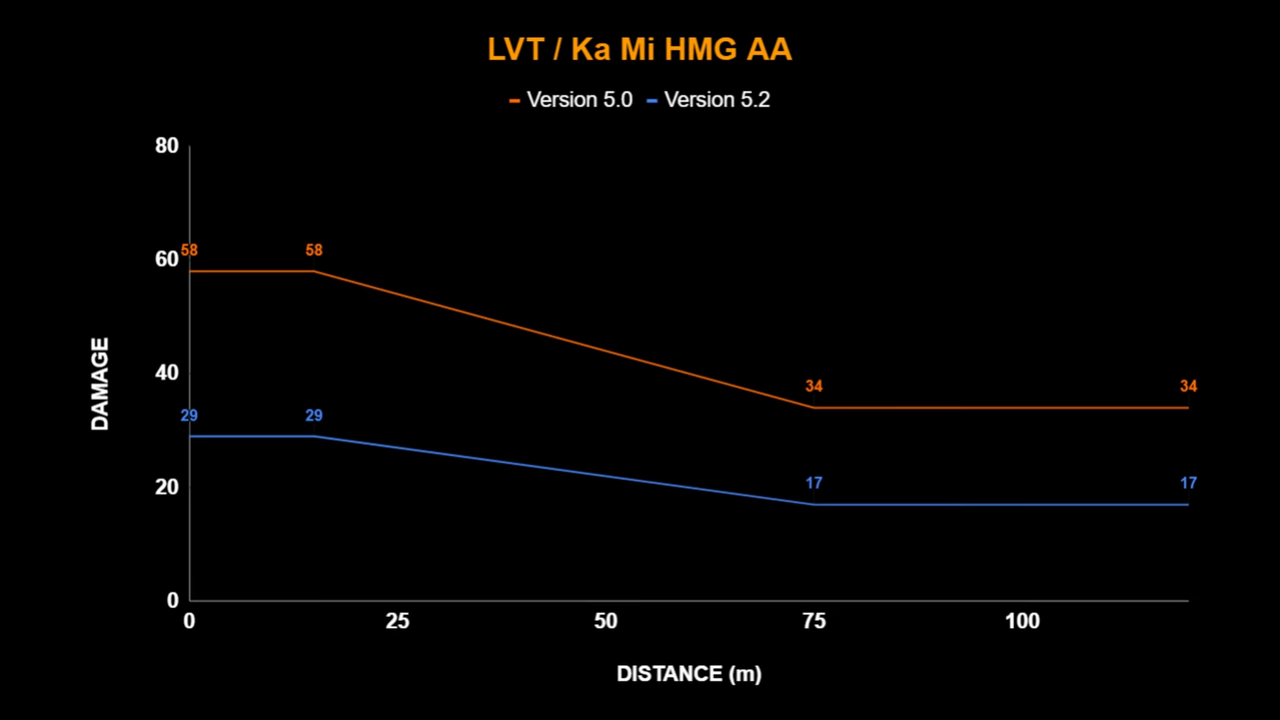 LVT / Ka Mi HMG AA
Version 5.0 Version 5.2
80
58 58
60
34 34
40
29 29
17 17
20
0
0 25 50 75 100
DAMAGE
DISTANCE (m)